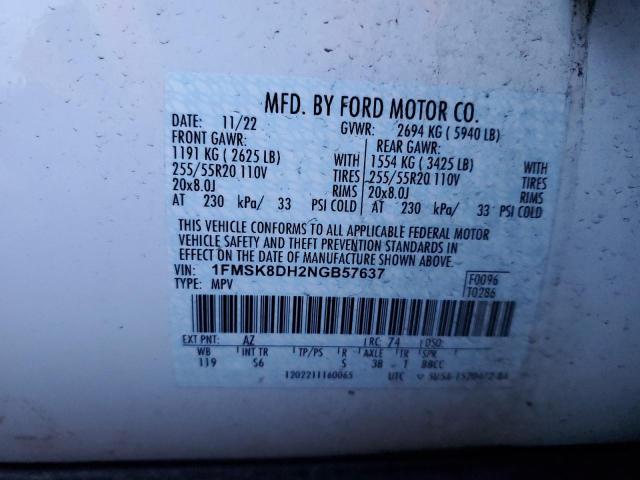 MFD. BY FORD MOTOR CO.
DATE: 11/22 GVWR: 2694 KG ( 5940 LB)
FRONT GAWR: REAR GAWR:
1191 KG ( 2625 LB) WITH 1554 KG ( 3425 LB) WITH
255/55R20 110V TIRES 255/55R20 110V TIRES
20x8.0J RIMS 20x8.0J RIMS
AT 230 kPa/ 33 PSI COLD AT 230 kPa/ 33 PSI COLD
THIS VEHICLE CONFORMS TO ALL APPLICABLE FEDERAL MOTOR
VEHICLE SAFETY AND THEFT PREVENTION STANDARDS IN
EFFECT ON THE DATE OF MANUFACTURE SHOWN ABOVE.
VIN: 1FMSK8DH2NGB57637 F0096
TYPE: MPV T0286
EXT PNT: AZ RC: 74 DSO:
WB INT TR TP/PS R AXLE TR SPR
119 S6 5 38 T 88CC
1202211160065 UTC